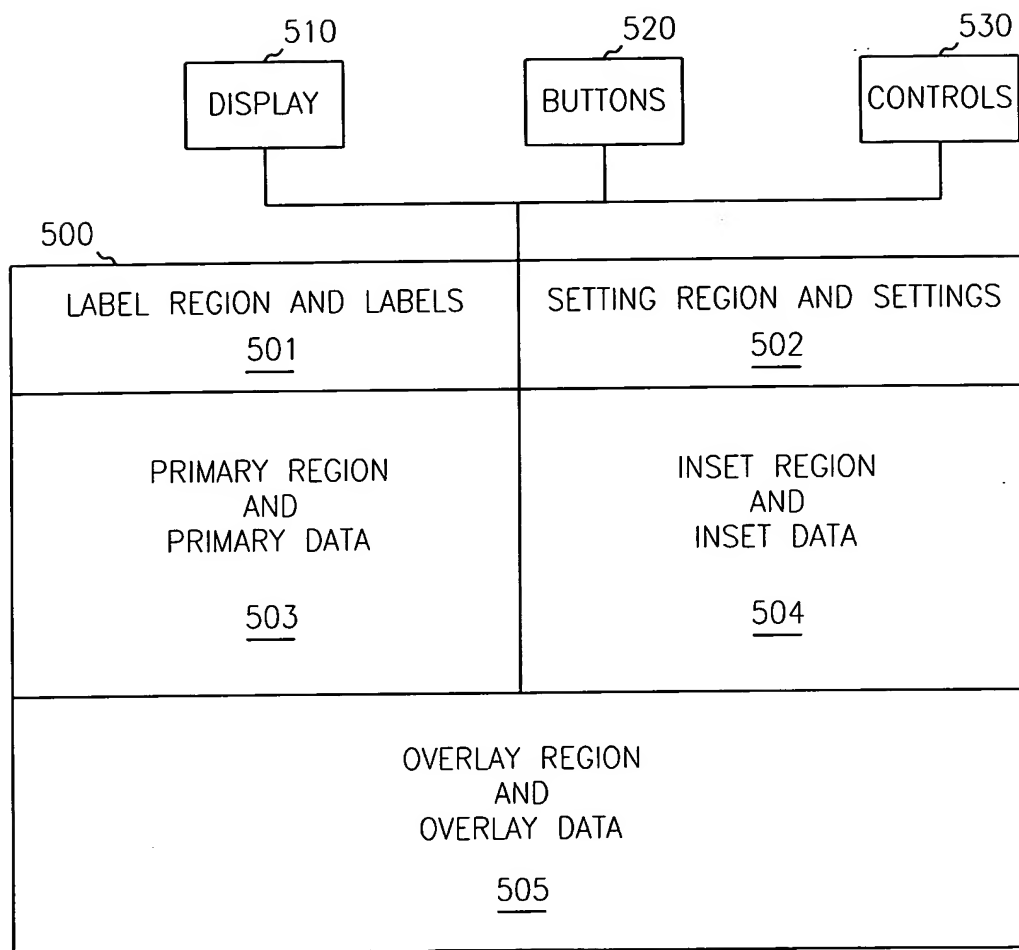 510
520
530
DISPLAY
BUTTONS
CONTROLS
500
LABEL REGION AND LABELS
501
SETTING REGION AND SETTINGS
502
PRIMARY REGION
AND
PRIMARY DATA
503
INSET REGION
AND
INSET DATA
504
OVERLAY REGION
AND
OVERLAY DATA
505